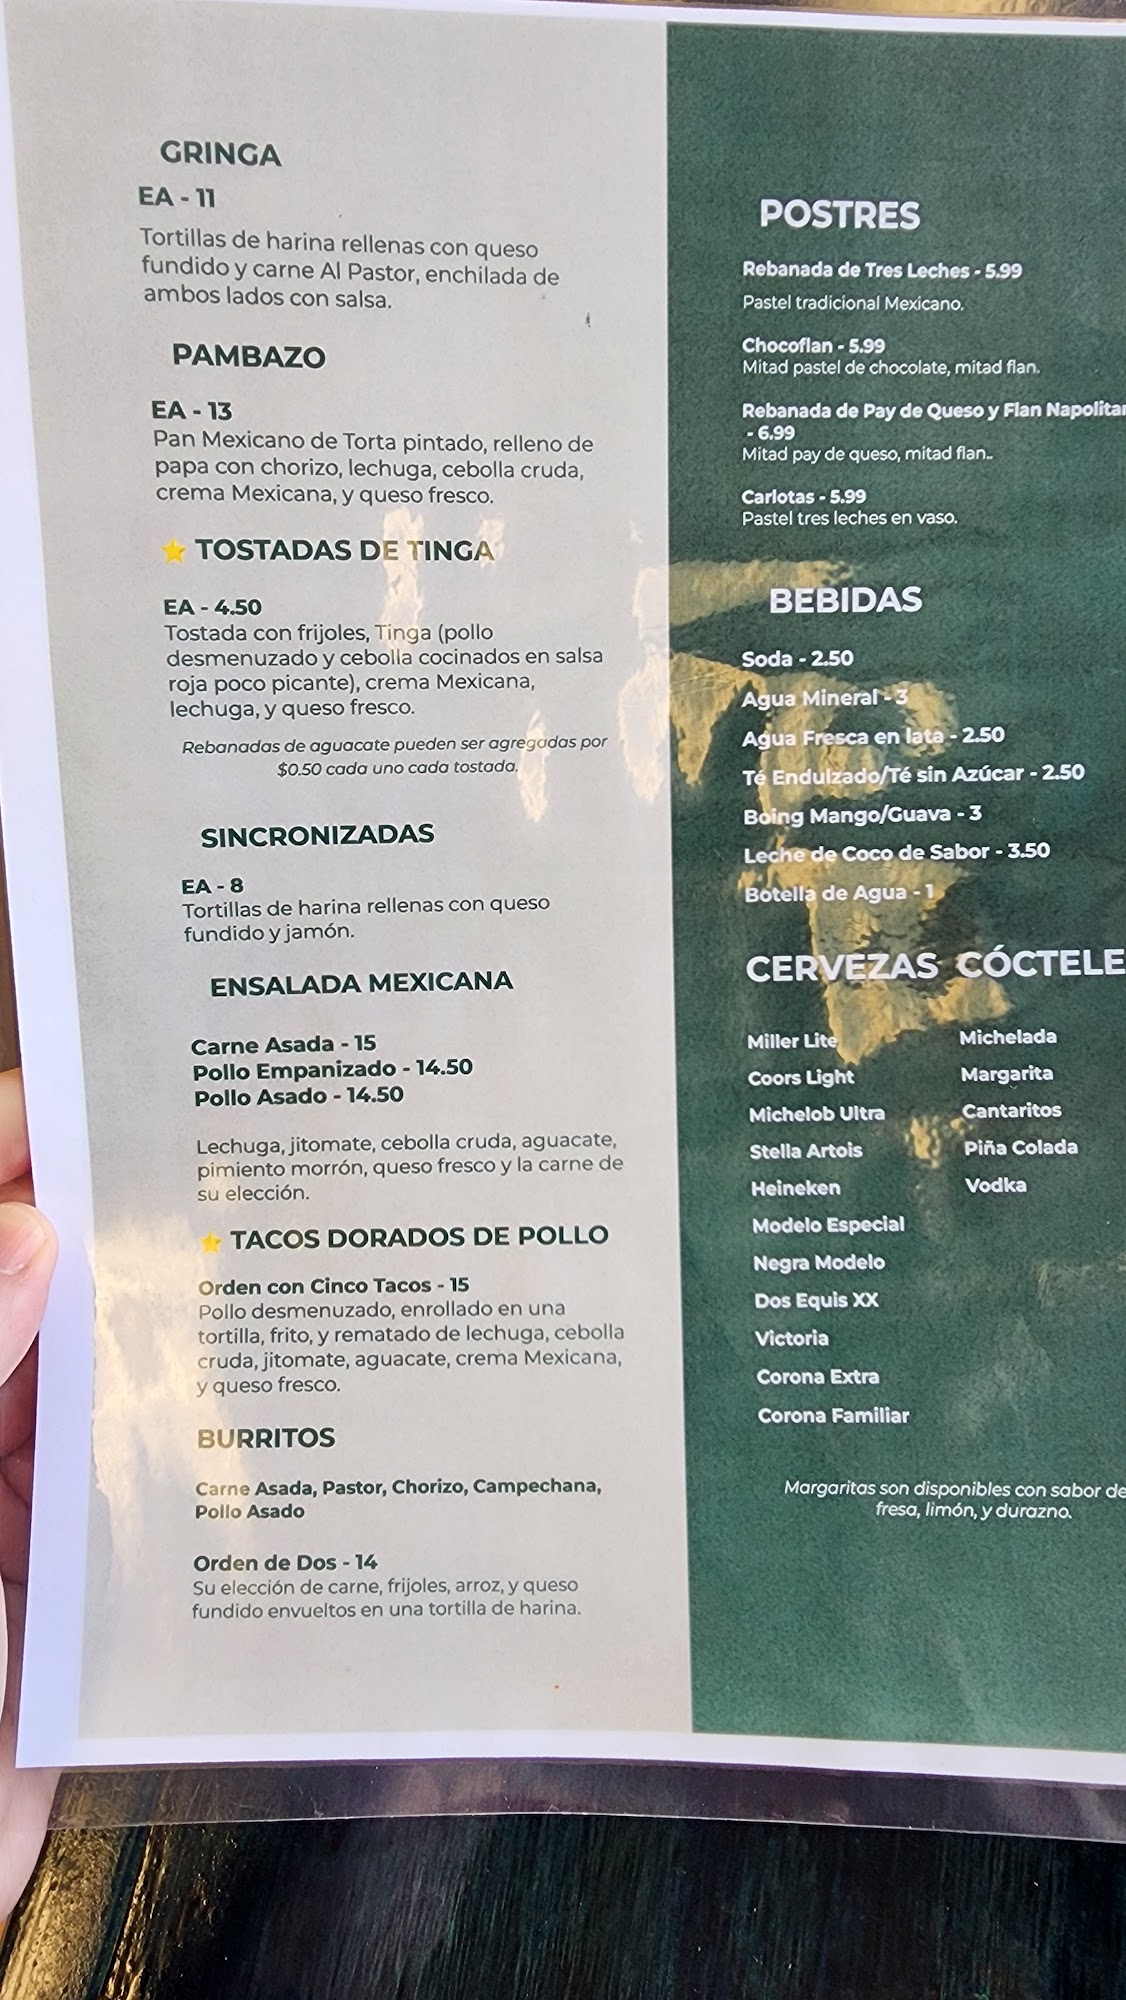 GRINGA
EA - 11
Tortillas de harina rellenas con queso
fundido y carne Al Pastor, enchilada de
ambos lados con salsa.
PAMBAZO
EA - 13
Pan Mexicano de Torta pintado, relleno de
papa con chorizo, lechuga, cebolla cruda,
crema Mexicana, y queso fresco.
⭐ TOSTADAS DE TINGA
EA - 4.50
Tostada con frijoles, Tinga (pollo
desmenuzado y cebolla cocinados en salsa
roja poco picante), crema Mexicana,
lechuga, y queso fresco.
Rebanadas de aguacate pueden ser agregadas por
$0.50 cada uno cada tostada.
SINCRONIZADAS
EA - 8
Tortillas de harina rellenas con queso
fundido y jamón.
ENSALADA MEXICANA
Carne Asada - 15
Pollo Empanizado - 14.50
Pollo Asado - 14.50
Lechuga, jitomate, cebolla cruda, aguacate,
pimiento morrón, queso fresco y la carne de
su elección.
⭐ TACOS DORADOS DE POLLO
Orden con Cinco Tacos - 15
Pollo desmenuzado, enrollado en una
tortilla, frito, y rematado de lechuga, cebolla
cruda, jitomate, aguacate, crema Mexicana,
y queso fresco.
BURRITOS
Carne Asada, Pastor, Chorizo, Campechana,
Pollo Asado
Orden de Dos - 14
Su elección de carne, frijoles, arroz, y queso
fundido envueltos en una tortilla de harina.
POSTRES
Rebanada de Tres Leches - 5.99
Pastel tradicional Mexicano.
Chocoflan - 5.99
Mitad pastel de chocolate, mitad flan.
Rebanada de Pay de Queso y Flan Napolitan
- 6.99
Mitad pay de queso, mitad flan..
Carlotas - 5.99
Pastel tres leches en vaso.
BEBIDAS
Soda - 2.50
Agua Mineral - 3
Agua Fresca en lata - 2.50
Té Endulzado/Té sin Azúcar - 2.50
Boing Mango/Guava - 3
Leche de Coco de Sabor - 3.50
Botella de Agua - 1
CERVEZAS
Miller Lite
Coors Light
Michelob Ultra
Stella Artois
Heineken
Modelo Especial
Negra Modelo
Dos Equis XX
Victoria
Corona Extra
Corona Familiar
CÓCTELE
Michelada
Margarita
Cantaritos
Piña Colada
Vodka
Margaritas son disponibles con sabor de
fresa, limón, y durazno.